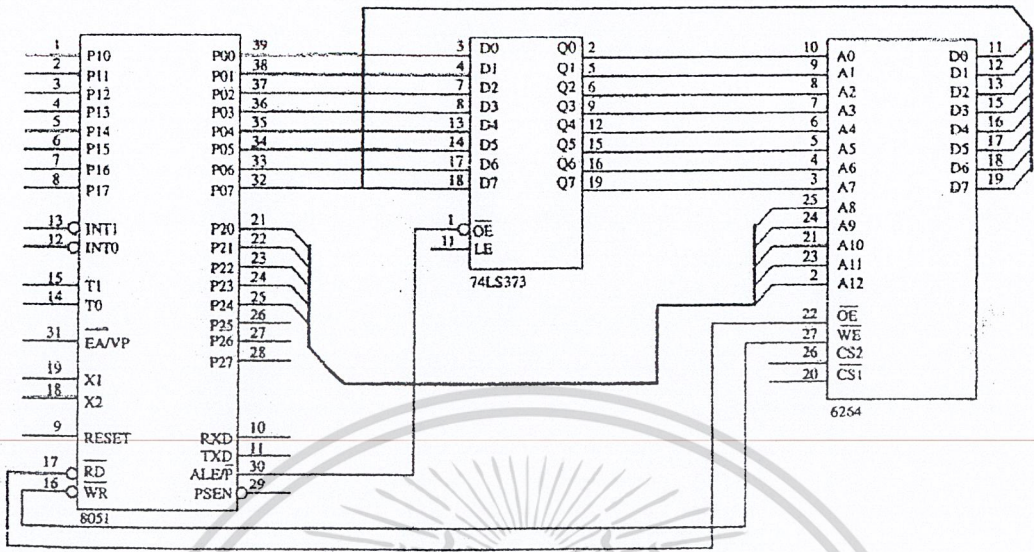 1 P10 P00 39
2 P11 P01 38
3 P12 P02 37
4 P13 P03 36
5 P14 P04 35
6 P15 P05 34
7 P16 P06 33
8 P17 P07 32
13 INT1 P20 21
12 INT0 P21 22
P22 23
15 T1 P23 24
14 T0 P24 25
P25 26
31 EA/VP P26 27
P27 28
19 X1
18 X2
9 RESET RXD 10
TXD 11
17 RD ALE/P 30
16 WR PSEN 29
8051
3 D0 Q0 2
4 D1 Q1 5
7 D2 Q2 6
8 D3 Q3 9
13 D4 Q4 12
14 D5 Q5 15
17 D6 Q6 16
18 D7 Q7 19
1 OE
11 LE
74LS373
10 A0 D0 11
9 A1 D1 12
8 A2 D2 13
7 A3 D3 15
6 A4 D4 16
5 A5 D5 17
4 A6 D6 18
3 A7 D7 19
25 A8
24 A9
21 A10
23 A11
2 A12
22 OE
27 WE
26 CS2
20 CS1
6264